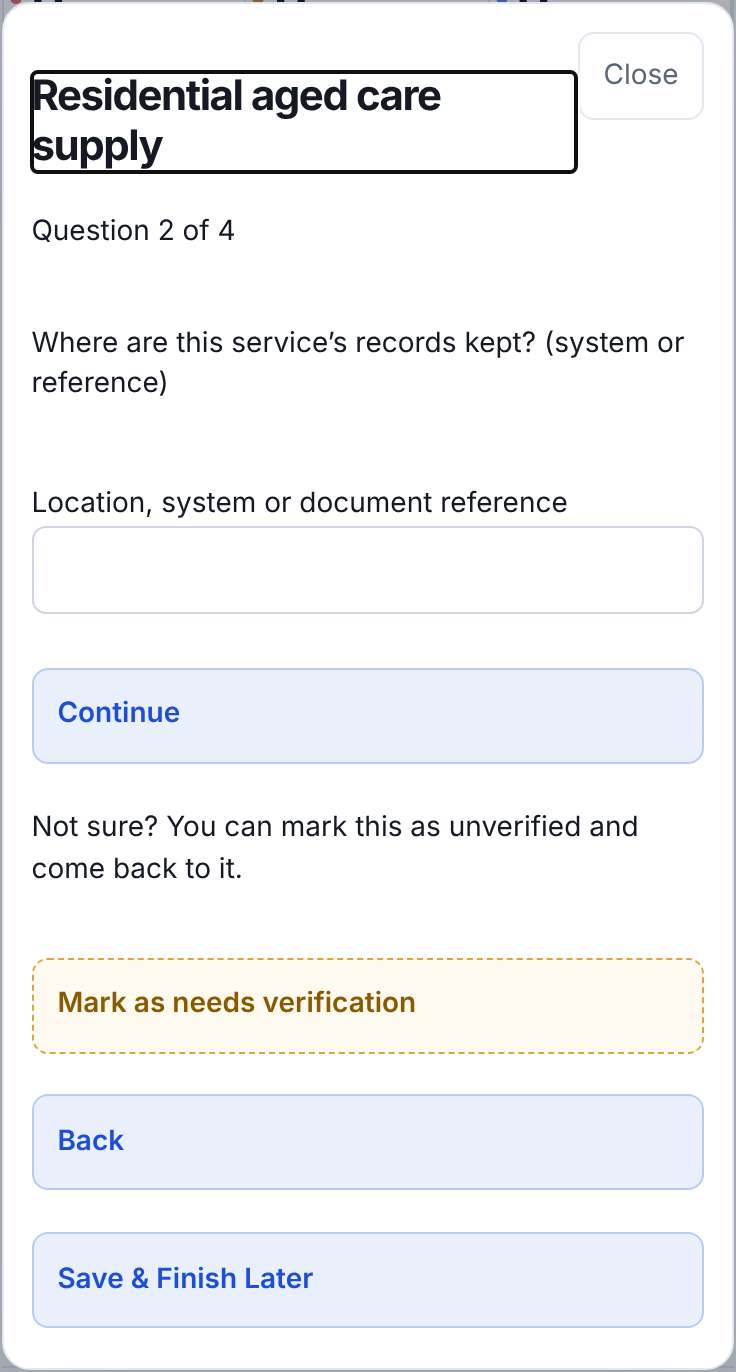 Residential aged care
supply
Close
Question 2 of 4
Where are this service’s records kept? (system or
reference)
Location, system or document reference
Continue
Not sure? You can mark this as unverified and
come back to it.
Mark as needs verification
Back
Save & Finish Later